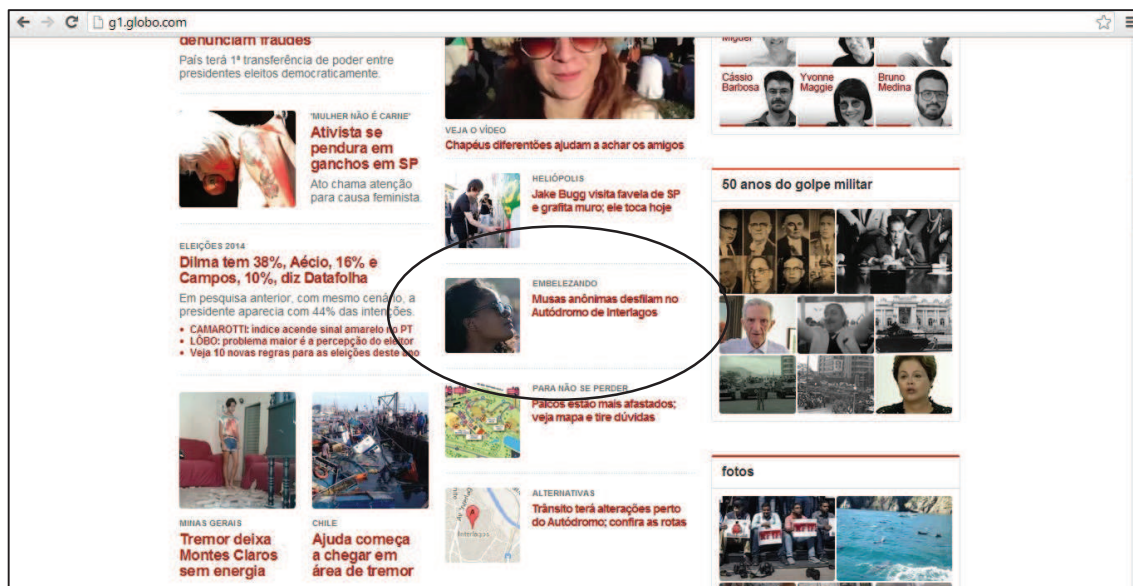 g1.globo.com
denunciam fraudes
País terá 1ª transferência de poder entre
presidentes eleitos democraticamente.
'MULHER NÃO É CARNE'
Ativista se
pendura em
ganchos em SP
Ato chama atenção
para causa feminista.
ELEIÇÕES 2014
Dilma tem 38%, Aécio, 16% e
Campos, 10%, diz Datafolha
Em pesquisa anterior, com mesmo cenário, a
presidente aparecia com 44% das intenções.
• CAMAROTTI: índice acende sinal amarelo no PT
• LÔBO: problema maior é a percepção do eleitor
• Veja 10 novas regras para as eleições deste ano
MINAS GERAIS
Tremor deixa
Montes Claros
sem energia
CHILE
Ajuda começa
a chegar em
área de tremor
VEJA O VÍDEO
Chapéus diferentões ajudam a achar os amigos
HELIÓPOLIS
Jake Bugg visita favela de SP
e grafita muro; ele toca hoje
EMBELEZANDO
Musas anônimas desfilam no
Autódromo de Interlagos
PARA NÃO SE PERDER
Palcos estão mais afastados;
veja mapa e tire dúvidas
ALTERNATIVAS
Trânsito terá alterações perto
do Autódromo; confira as rotas
A
Interlagos
Miguel
Cássio
Barbosa
Yvonne
Maggie
Bruno
Medina
50 anos do golpe militar
fotos